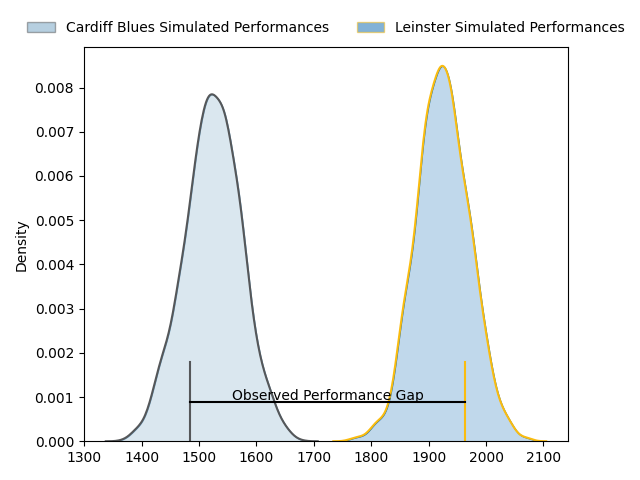 Cardiff Blues Simulated Performances Leinster Simulated Performances
0.008
0.007
0.006
0.005
0.004
0.003
0.002
0.001
0.000
Density
Observed Performance Gap
1300 1400 1500 1600 1700 1800 1900 2000 2100